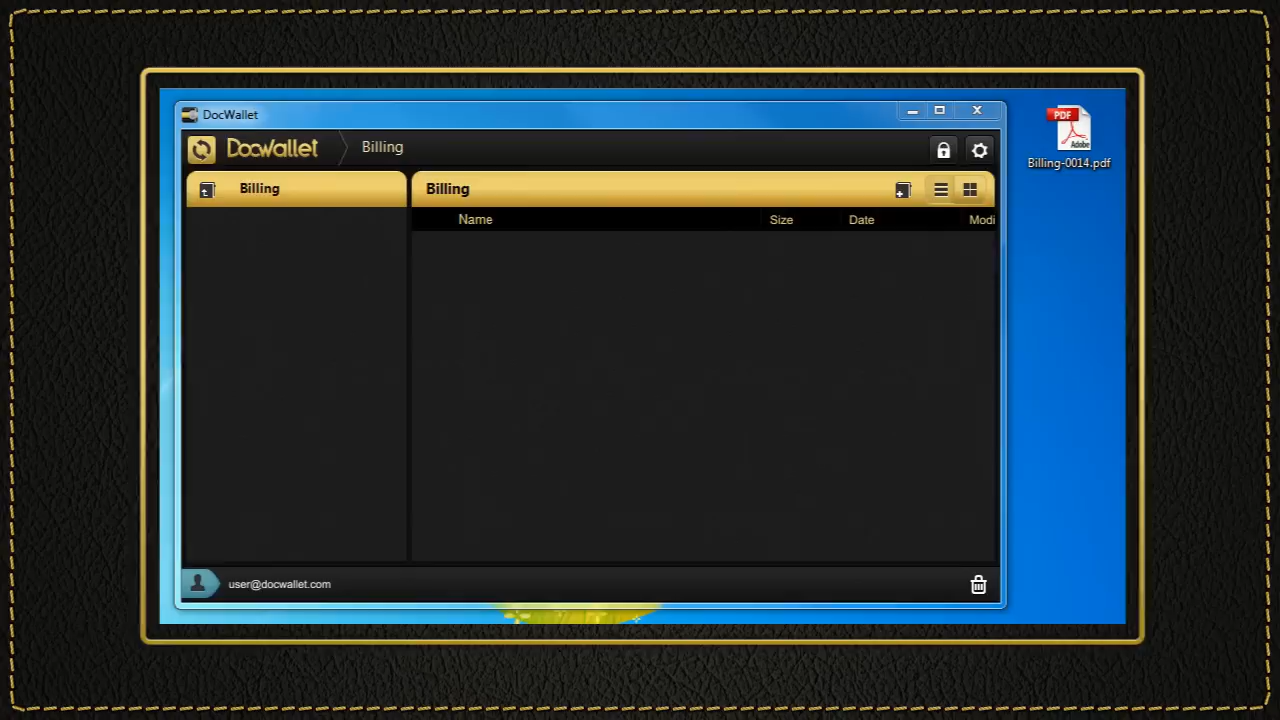 DocWallet
DocWallet
Billing
PDF
Adobe
Billing-0014.pdf
Billing
Billing
Name
Size
Date
Modi
user@docwallet.com